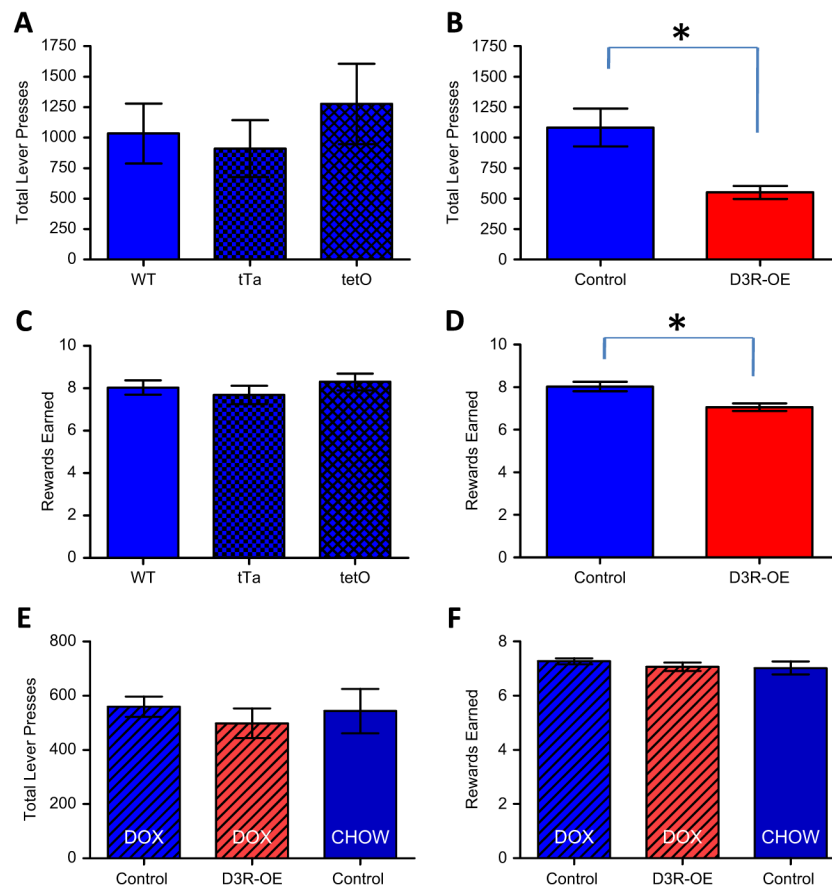 A
Total Lever Presses
1750
1500
1250
1000
750
500
250
0
WT tTa tetO
B
*
Total Lever Presses
1750
1500
1250
1000
750
500
250
0
Control D3R-OE
C
Rewards Earned
10
8
6
4
2
0
WT tTa tetO
D
*
Rewards Earned
10
8
6
4
2
0
Control D3R-OE
E
Total Lever Presses
800
600
400
200
0
DOX DOX CHOW
Control D3R-OE Control
F
Rewards Earned
8
6
4
2
0
DOX DOX CHOW
Control D3R-OE Control